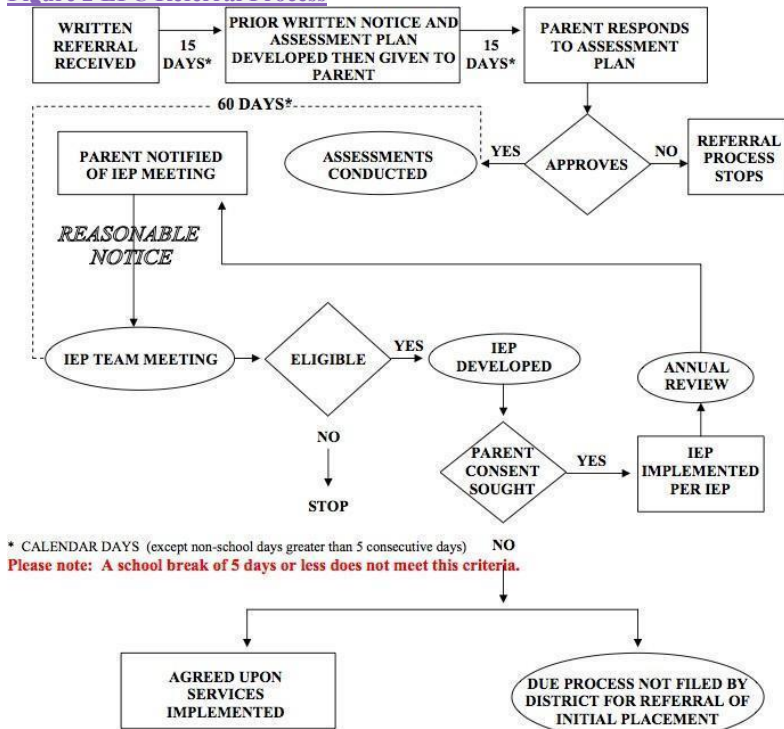 Figure Referral Process
WRITTEN
REFERRAL
RECEIVED
15
DAYS*
PRIOR WRITTEN NOTICE AND
ASSESSMENT PLAN
DEVELOPED THEN GIVEN TO
PARENT
15
DAYS*
PARENT RESPONDS
TO ASSESSMENT
PLAN
60 DAYS*
PARENT NOTIFIED
OF IEP MEETING
ASSESSMENTS
CONDUCTED
YES
APPROVES
NO
REFERRAL
PROCESS
STOPS
REASONABLE
NOTICE
IEP TEAM MEETING
ELIGIBLE
YES
IEP
DEVELOPED
ANNUAL
REVIEW
NO
STOP
PARENT
CONSENT
SOUGHT
YES
IEP
IMPLEMENTED
PER IEP
* CALENDAR DAYS (except non-school days greater than 5 consecutive days)
NO
Please note: A school break of 5 days or less does not meet this criteria.
AGREED UPON
SERVICES
IMPLEMENTED
DUE PROCESS NOT FILED BY
DISTRICT FOR REFERRAL OF
INITIAL PLACEMENT